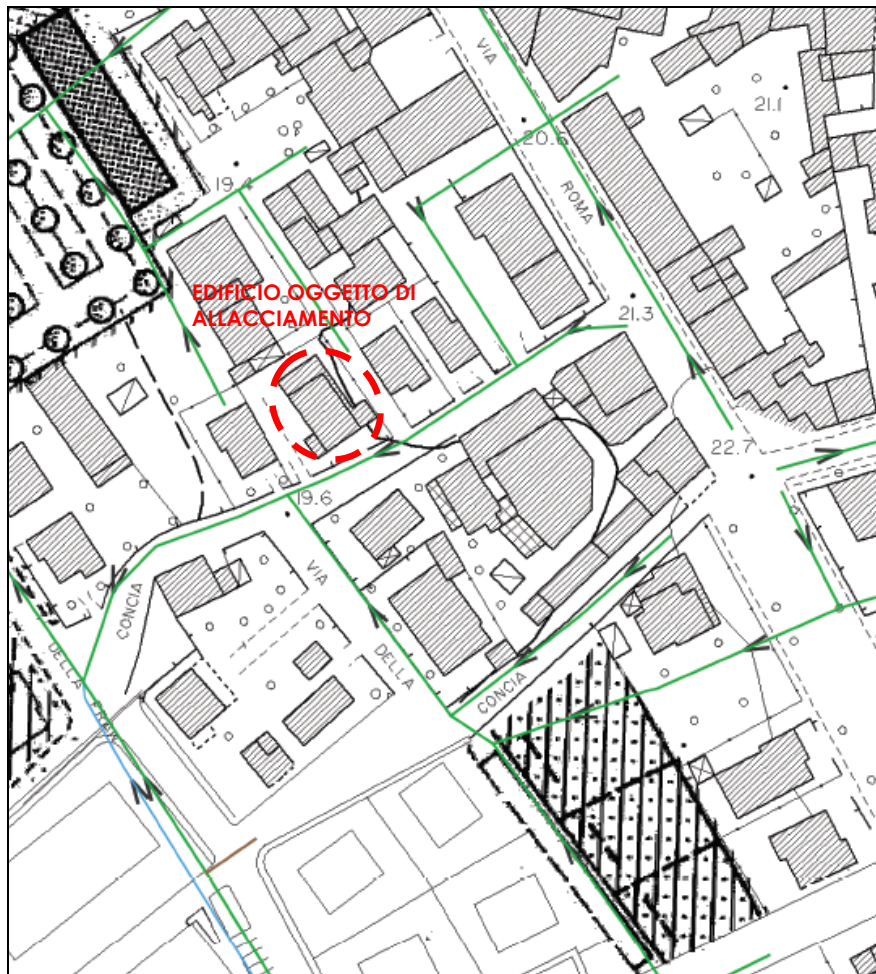 VIA
21.1
20.6
19.4
ROMA
EDIFICIO OGGETTO DI
ALLACCIAMENTO
21.3
22.7
19.6
VIA
CONCIA
DELLA
DELLA
CONCIA